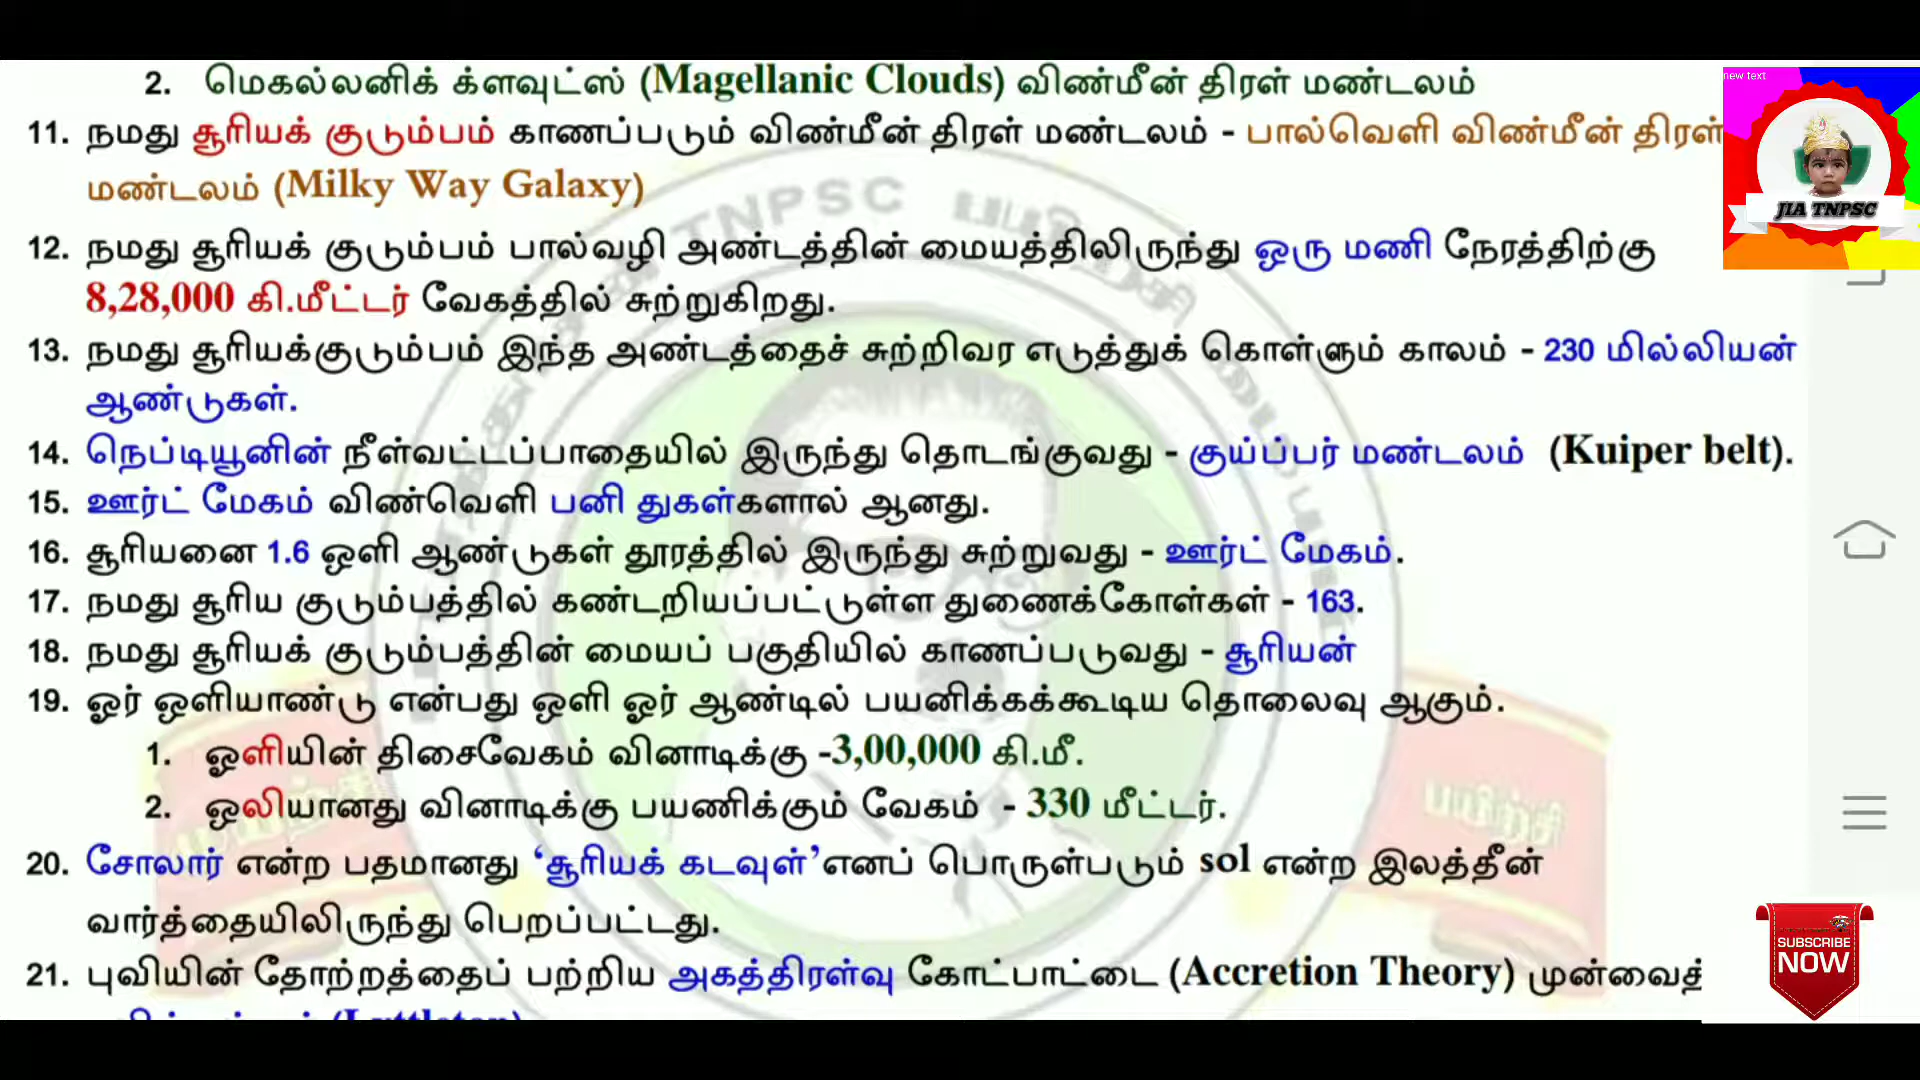 2. மெகல்லனிக் க்ளவுட்ஸ் (Magellanic Clouds) விண்மீன் திரள் மண்டலம்
new text
11. நமது சூரியக் குடும்பம் காணப்படும் விண்மீன் திரள் மண்டலம் - பால்வெளி விண்மீன் திரள்
மண்டலம் (Milky Way Galaxy)
JIA TNPSC
12. நமது சூரியக் குடும்பம் பால்வழி அண்டத்தின் மையத்திலிருந்து ஒரு மணி நேரத்திற்கு
8,28,000 கி.மீட்டர் வேகத்தில் சுற்றுகிறது.
13. நமது சூரியக்குடும்பம் இந்த அண்டத்தைச் சுற்றிவர எடுத்துக் கொள்ளும் காலம் - 230 மில்லியன்
ஆண்டுகள்.
14. நெப்டியூனின் நீள்வட்டப்பாதையில் இருந்து தொடங்குவது - குய்ப்பர் மண்டலம் (Kuiper belt).
15. ஊர்ட் மேகம் விண்வெளி பனி துகள்களால் ஆனது.
16. சூரியனை 1.6 ஒளி ஆண்டுகள் தூரத்தில் இருந்து சுற்றுவது - ஊர்ட் மேகம்.
17. நமது சூரிய குடும்பத்தில் கண்டறியப்பட்டுள்ள துணைக்கோள்கள் - 163.
18. நமது சூரியக் குடும்பத்தின் மையப் பகுதியில் காணப்படுவது - சூரியன்
19. ஓர் ஒளியாண்டு என்பது ஒளி ஓர் ஆண்டில் பயனிக்கக்கூடிய தொலைவு ஆகும்.
1. ஓளியின் திசைவேகம் வினாடிக்கு -3,00,000 கி.மீ.
2. ஒலியானது வினாடிக்கு பயணிக்கும் வேகம் - 330 மீட்டர்.
20. சோலார் என்ற பதமானது ‘சூரியக் கடவுள்’எனப் பொருள்படும் sol என்ற இலத்தீன்
வார்த்தையிலிருந்து பெறப்பட்டது.
21. புவியின் தோற்றத்தைப் பற்றிய அகத்திரள்வு கோட்பாட்டை (Accretion Theory) முன்வைத்
SUBSCRIBE
NOW
TNPSC
பயிற்சி